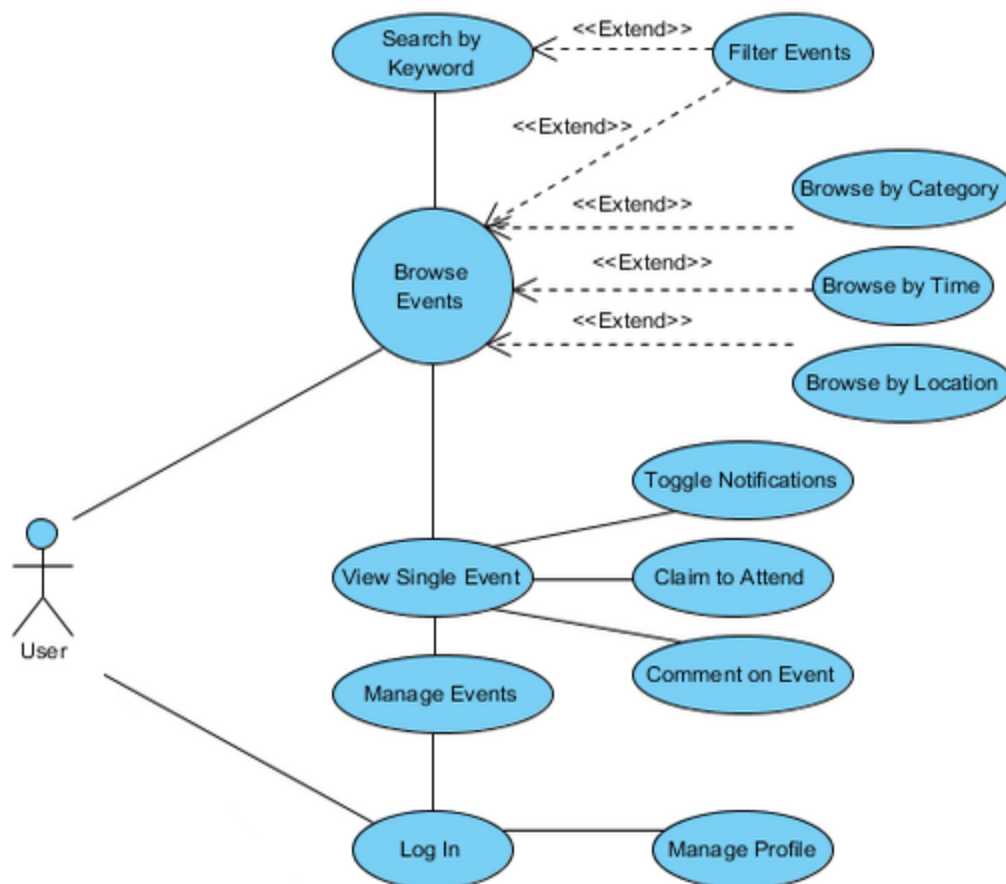 Search by
Keyword
<<Extend>>
Filter Events
<<Extend>>
Browse by Category
<<Extend>>
Browse
Events
<<Extend>>
Browse by Time
<<Extend>>
Browse by Location
Toggle Notifications
View Single Event
Claim to Attend
User
Comment on Event
Manage Events
Log In
Manage Profile